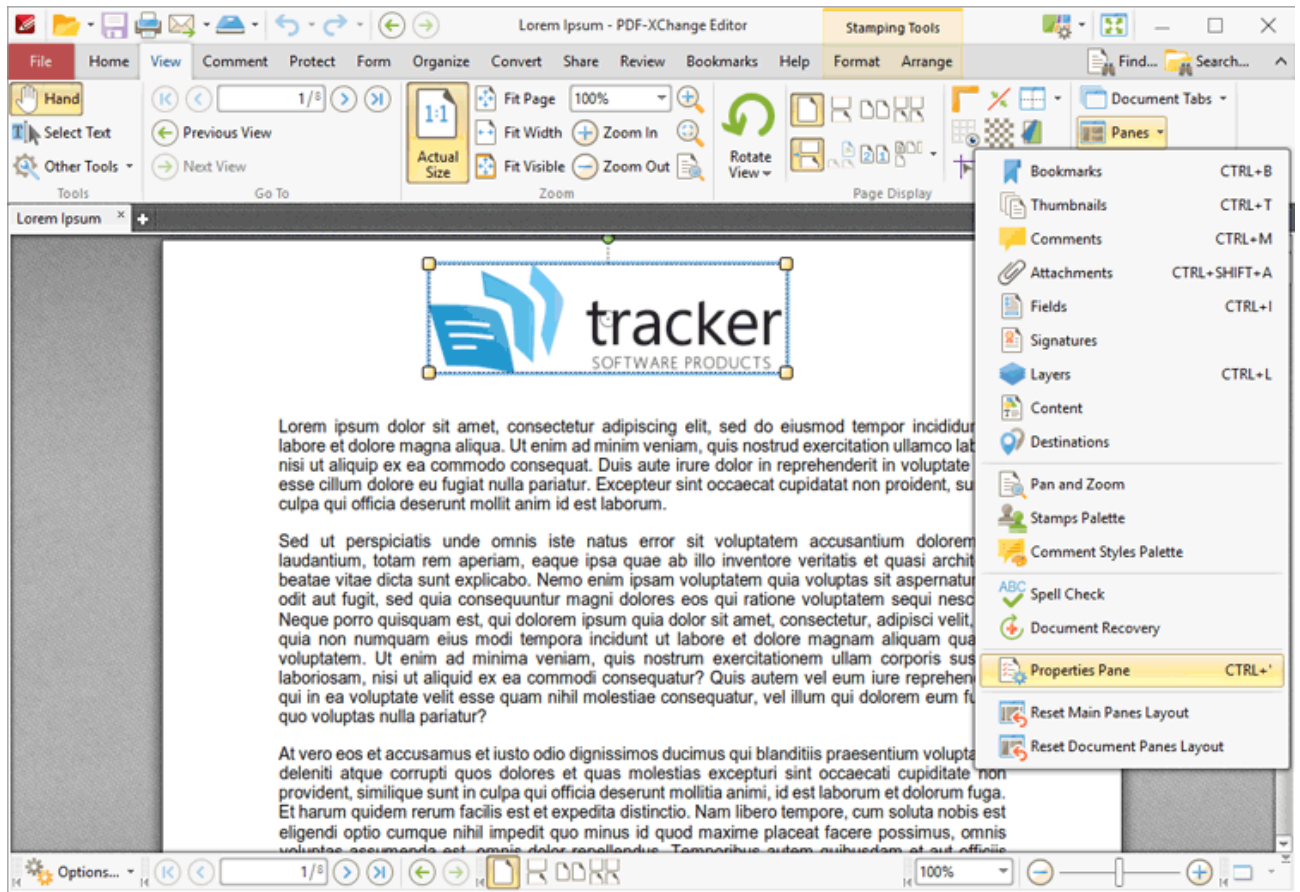 Lorem Ipsum - PDF-XChange Editor
Stamping Tools
File Home View Comment Protect Form Organize Convert Share Review Bookmarks Help Format Arrange Find... Search...
Hand
Select Text
Other Tools
Tools
1/8
Previous View
Next View
Go To
1:1
Actual
Size
Fit Page 100%
Fit Width Zoom In
Fit Visible Zoom Out
Zoom
Rotate
View
Page Display
Document Tabs
Panes
Lorem Ipsum
Bookmarks CTRL+B
Thumbnails CTRL+T
Comments CTRL+M
Attachments CTRL+SHIFT+A
Fields CTRL+I
Signatures
Layers CTRL+L
Content
Destinations
Pan and Zoom
Stamps Palette
Comment Styles Palette
ABC Spell Check
Document Recovery
Properties Pane CTRL+'
Reset Main Panes Layout
Reset Document Panes Layout
tracker
SOFTWARE PRODUCTS
Lorem ipsum dolor sit amet, consectetur adipiscing elit, sed do eiusmod tempor incididu
labore et dolore magna aliqua. Ut enim ad minim veniam, quis nostrud exercitation ullamco lab
nisi ut aliquip ex ea commodo consequat. Duis aute irure dolor in reprehenderit in voluptate
esse cillum dolore eu fugiat nulla pariatur. Excepteur sint occaecat cupidatat non proident, su
culpa qui officia deserunt mollit anim id est laborum.
Sed ut perspiciatis unde omnis iste natus error sit voluptatem accusantium dolorem
laudantium, totam rem aperiam, eaque ipsa quae ab illo inventore veritatis et quasi archit
beatae vitae dicta sunt explicabo. Nemo enim ipsam voluptatem quia voluptas sit aspernatur
odit aut fugit, sed quia consequuntur magni dolores eos qui ratione voluptatem sequi nesc
Neque porro quisquam est, qui dolorem ipsum quia dolor sit amet, consectetur, adipisci velit,
quia non numquam eius modi tempora incidunt ut labore et dolore magnam aliquam qua
voluptatem. Ut enim ad minima veniam, quis nostrum exercitationem ullam corporis sus
laboriosam, nisi ut aliquid ex ea commodi consequatur? Quis autem vel eum iure reprehen
qui in ea voluptate velit esse quam nihil molestiae consequatur, vel illum qui dolorem eum fu
quo voluptas nulla pariatur?
At vero eos et accusamus et iusto odio dignissimos ducimus qui blanditiis praesentium volupta
deleniti atque corrupti quos dolores et quas molestias excepturi sint occaecati cupiditate non
provident, similique sunt in culpa qui officia deserunt mollitia animi, id est laborum et dolorum fuga.
Et harum quidem rerum facilis est et expedita distinctio. Nam libero tempore, cum soluta nobis est
eligendi optio cumque nihil impedit quo minus id quod maxime placeat facere possimus, omnis
voluptas assumenda est, omnis dolor repellendus. Temporibus autem quibusdam et aut officiis
Options... 1/8 100%